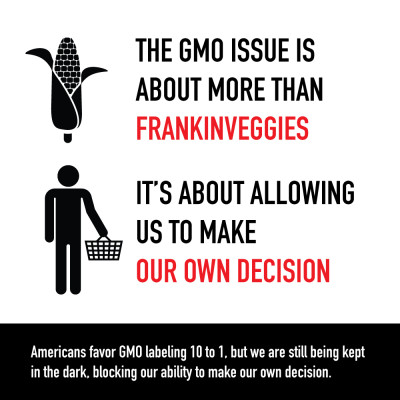 THE GMO ISSUE IS
ABOUT MORE THAN
FRANKINVEGGIES
IT'S ABOUT ALLOWING
US TO MAKE
OUR OWN DECISION
Americans favor GMO labeling 10 to 1, but we are still being kept
in the dark, blocking our ability to make our own decision.